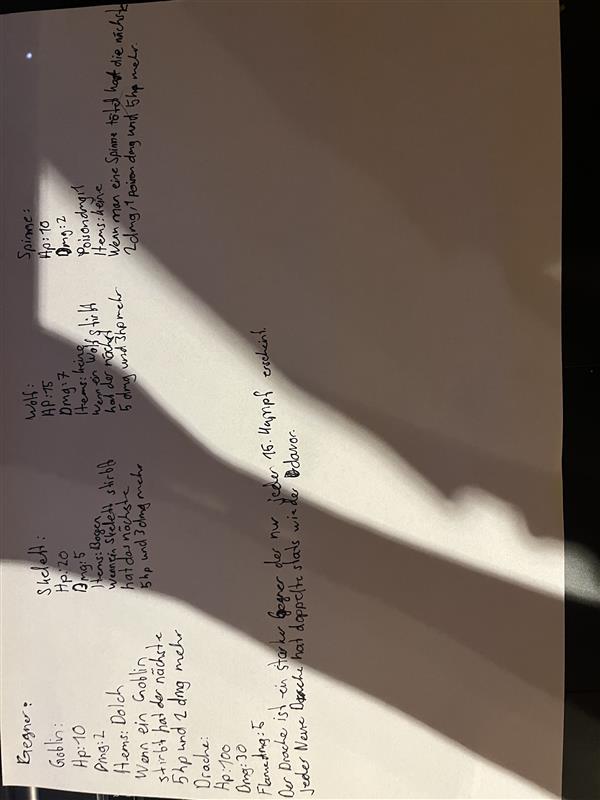 Gegner:
Goblin:
Hp:10
Dmg:2
Items: Dolch
Wenn ein Goblin
stirbt hat der nächste
5hp und 2 dmg mehr
Skelett:
Hp:20
Dmg:5
Items:Bogen
wenn ein Skelett stirbt
hat das nächste
5hp und 3 dmg mehr
Wolf:
HP:15
Dmg:7
Items:keine
wenn ein Wolf stirbt
hat der nächst
5 dmg und 3hp mehr
Spinne:
Hp:10
Dmg:2
Poisondmg:1
Items:keine
Wenn man eine Spinne tötet hat die nächste
2dmg,1 poison dmg und 5hp mehr.
Drache:
Hp:100
Dmg:30
Flamedmg:5
Der Drache ist ein starker Gegner der nur jeden 15. Kampf erscheint.
Jeder Neue Drache hat doppelte stats wie der davor.